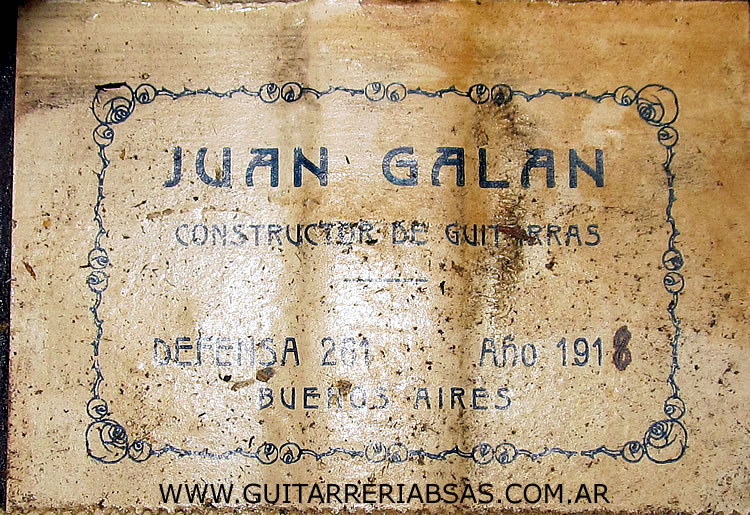 JUAN GALAN
CONSTRUCTOR DE GUITARRAS
DEFENSA 261 AÑO 1918
BUENOS AIRES
WWW.GUITARRERIABSAS.COM.AR